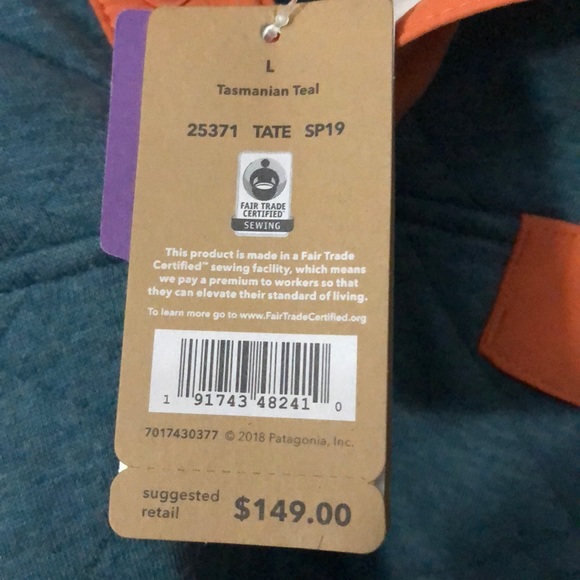 L
Tasmanian Teal
25371 TATE SP19
FAIR TRADE
CERTIFIED™
SEWING
This product is made in a Fair Trade
Certified™ sewing facility, which means
we pay a premium to workers so that
they can elevate their standard of living.
To learn more go to www.FairTradeCertified.org
1 91743 48241 0
7017430377 © 2018 Patagonia, Inc.
suggested
retail
$149.00